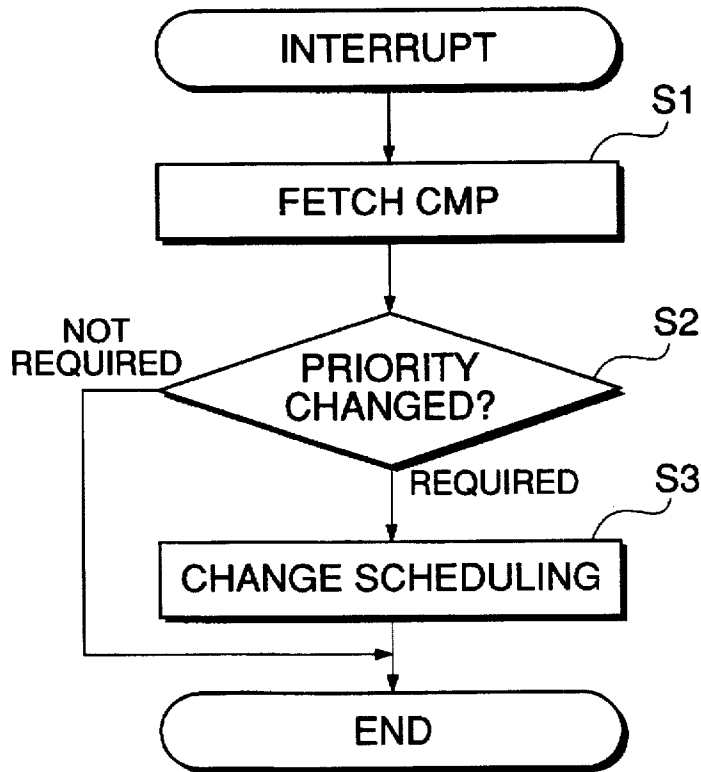 INTERRUPT
S1
FETCH CMP
S2
NOT
REQUIRED
PRIORITY
CHANGED?
REQUIRED
S3
CHANGE SCHEDULING
END